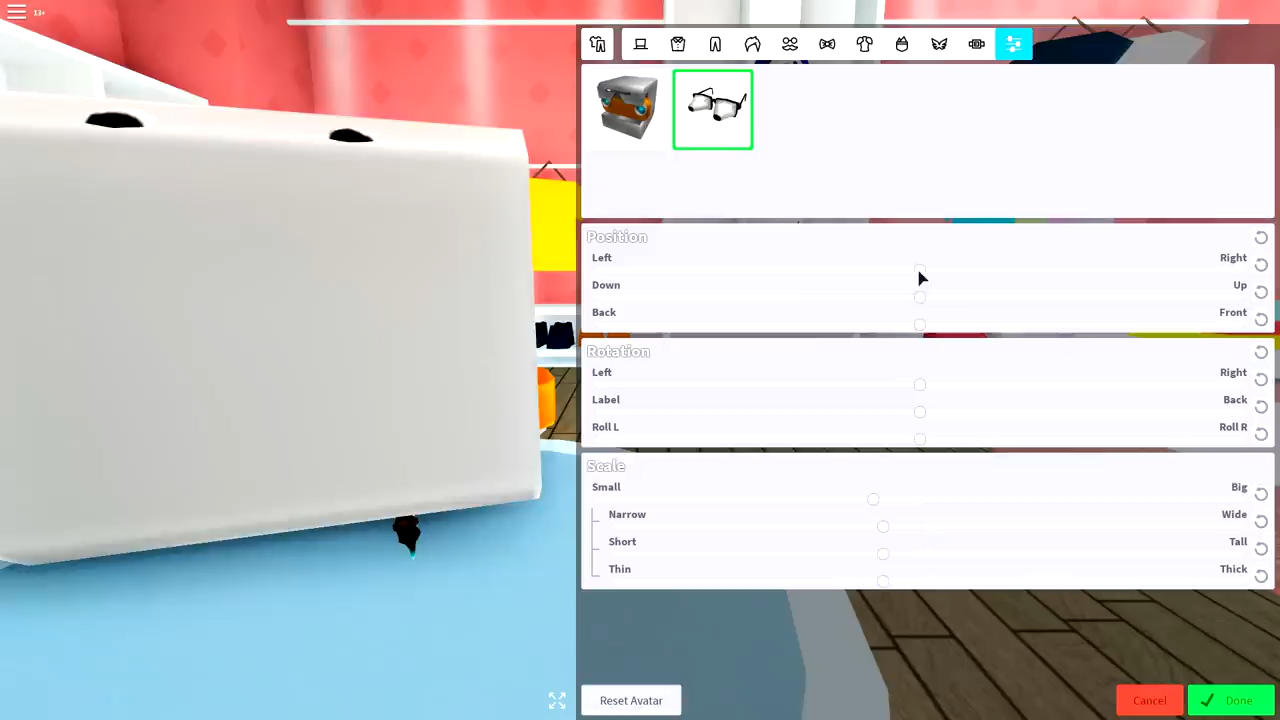 13+
Position
Left Right
Down Up
Back Front
Rotation
Left Right
Label Back
Roll L Roll R
Scale
Small Big
Narrow Wide
Short Tall
Thin Thick
Reset Avatar Cancel Done